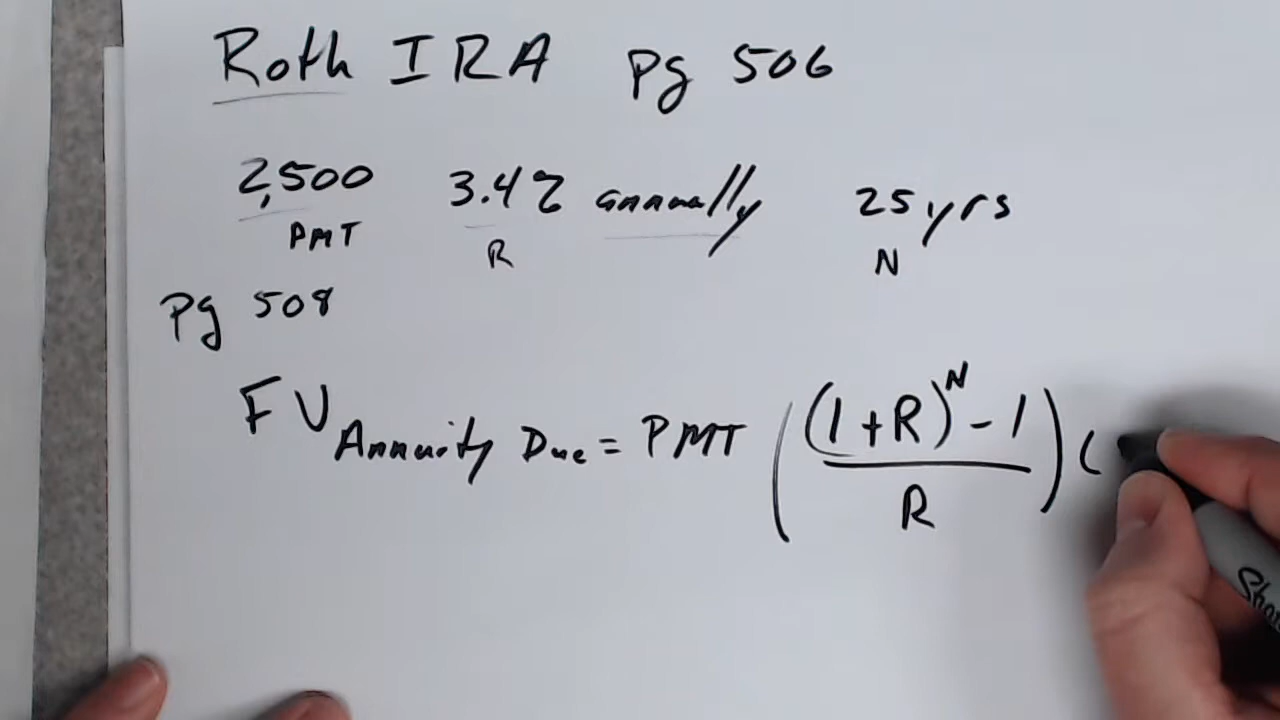 Roth IRA pg 506
2,500 3.4% annually 25 yrs
PMT R N
Pg 508
FV Annuity Due = PMT ( (1+R)^N - 1 / R ) (